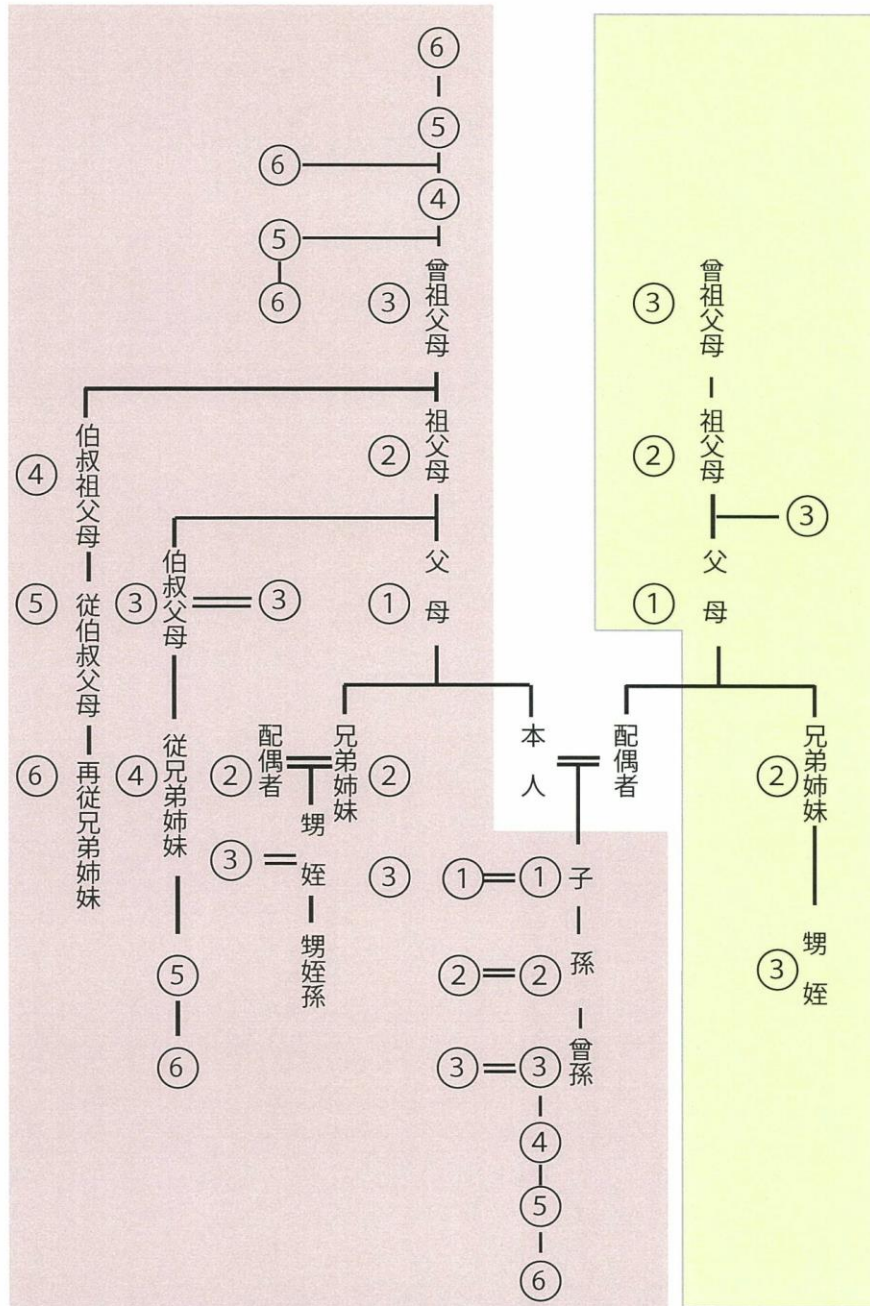 ⑥
⑤
⑥
④
⑤
⑥
③
曾祖父母
③
曾祖父母
④
伯叔祖父母
②
祖父母
②
祖父母
③
⑤
従伯叔父母
③
伯叔父母
③
①
父母
①
父母
⑥
再従兄弟姉妹
④
従兄弟姉妹
②
配偶者
兄弟姉妹
②
本人
配偶者
②
兄弟姉妹
③
甥姪
③
①
①
子
⑤
甥姪孫
②
②
孫
③
甥姪
⑥
③
③
曾孫
④
⑤
⑥